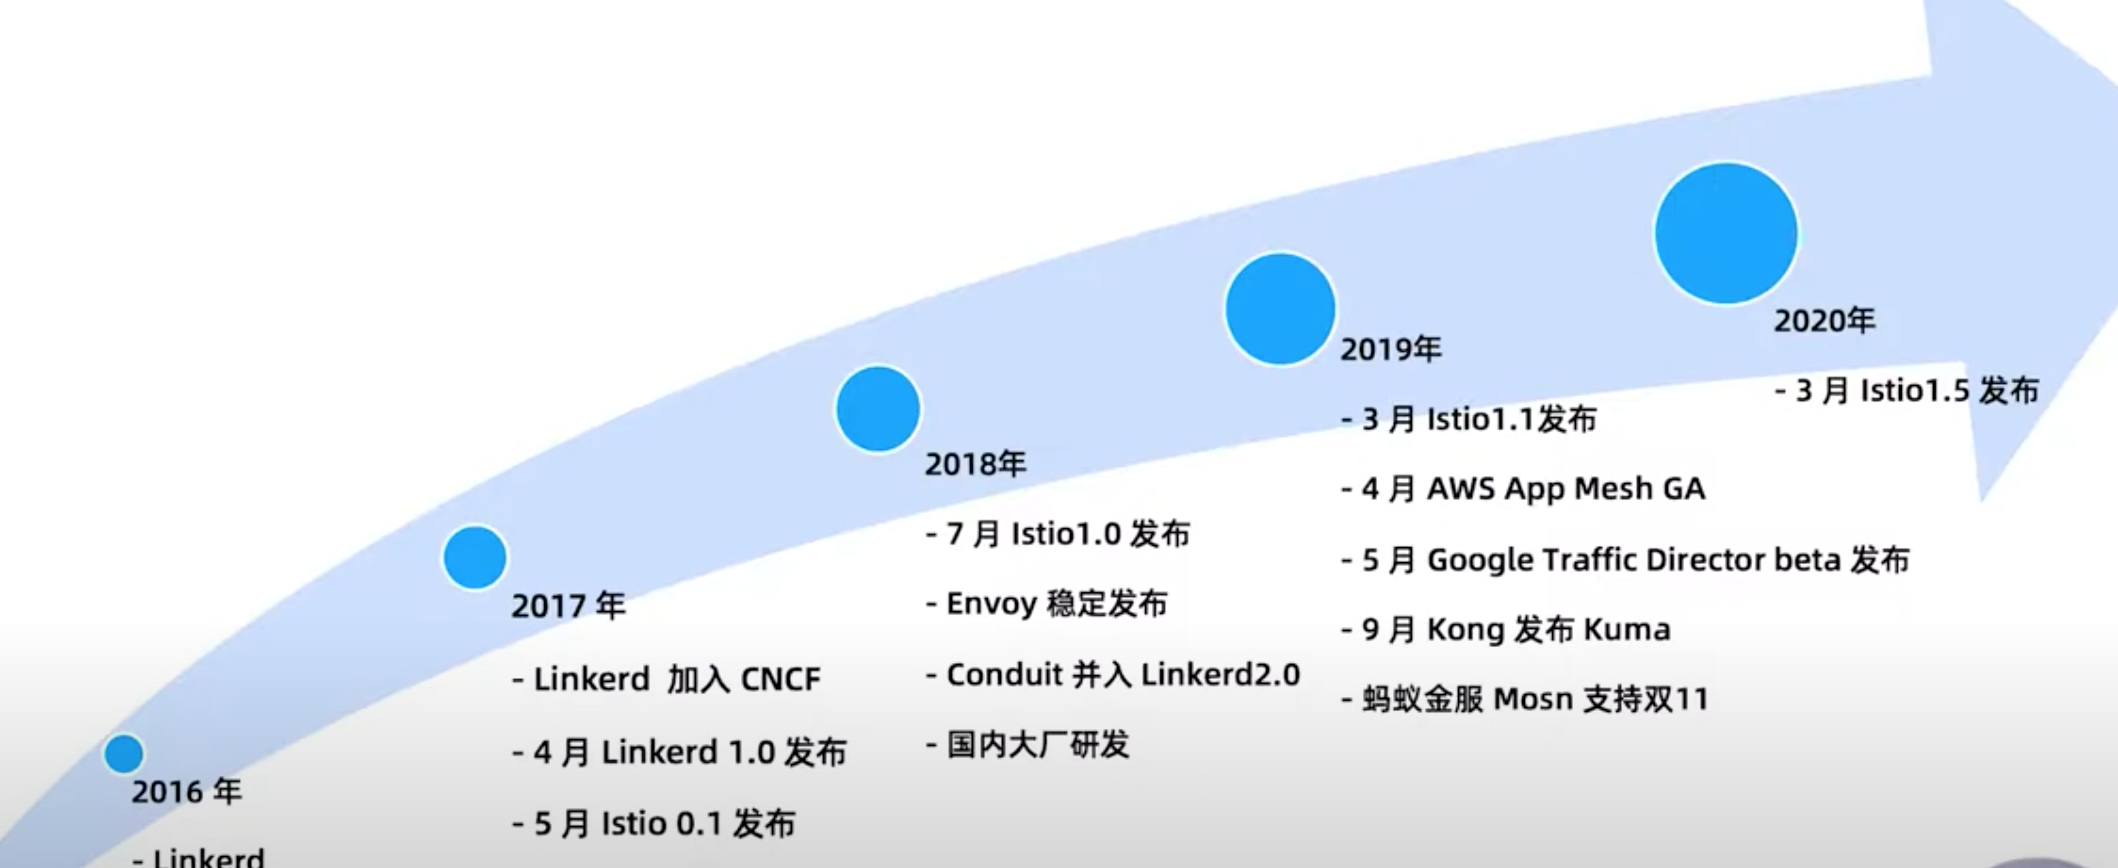 2016 年
- Linkerd
2017 年
- Linkerd 加入 CNCF
- 4 月 Linkerd 1.0 发布
- 5 月 Istio 0.1 发布
2018年
- 7 月 Istio1.0 发布
- Envoy 稳定发布
- Conduit 并入 Linkerd2.0
- 国内大厂研发
2019年
- 3 月 Istio1.1发布
- 4 月 AWS App Mesh GA
- 5 月 Google Traffic Director beta 发布
- 9 月 Kong 发布 Kuma
- 蚂蚁金服 Mosn 支持双11
2020年
- 3 月 Istio1.5 发布